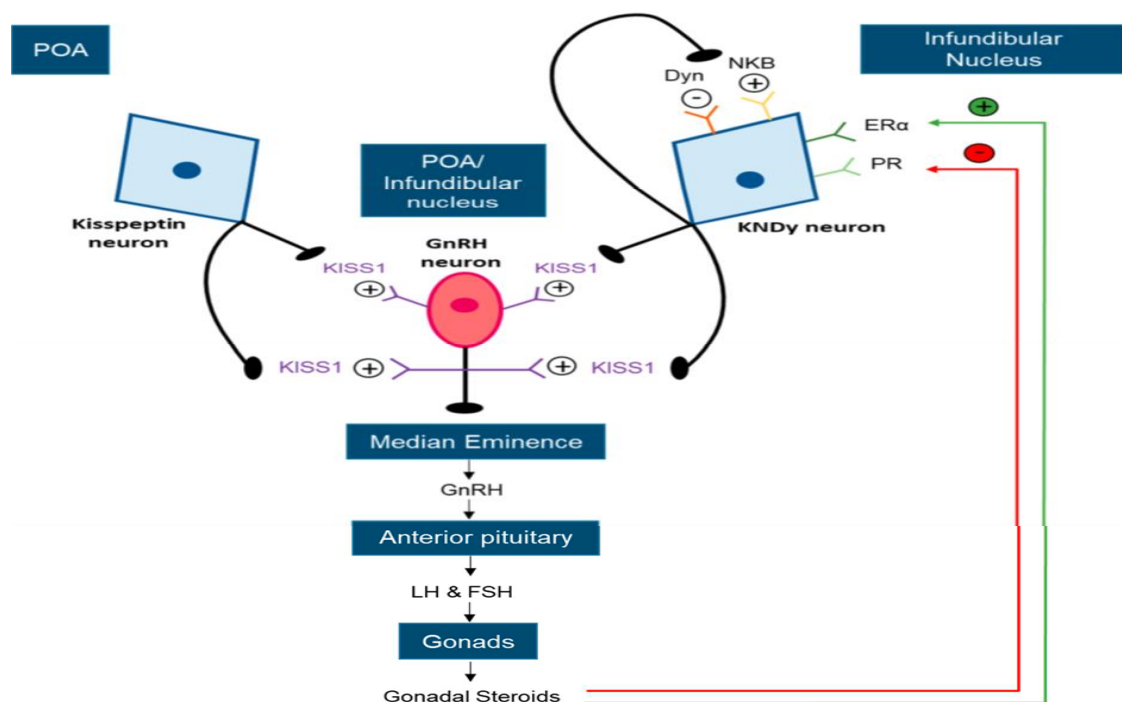 POA
Infundibular
Nucleus
Dyn
-
NKB
+
+
ERα
-
PR
POA/
Infundibular
nucleus
Kisspeptin
neuron
GnRH
neuron
KNDy neuron
KISS1
+
KISS1
+
KISS1
+
+
KISS1
Median Eminence
GnRH
Anterior pituitary
LH & FSH
Gonads
Gonadal Steroids